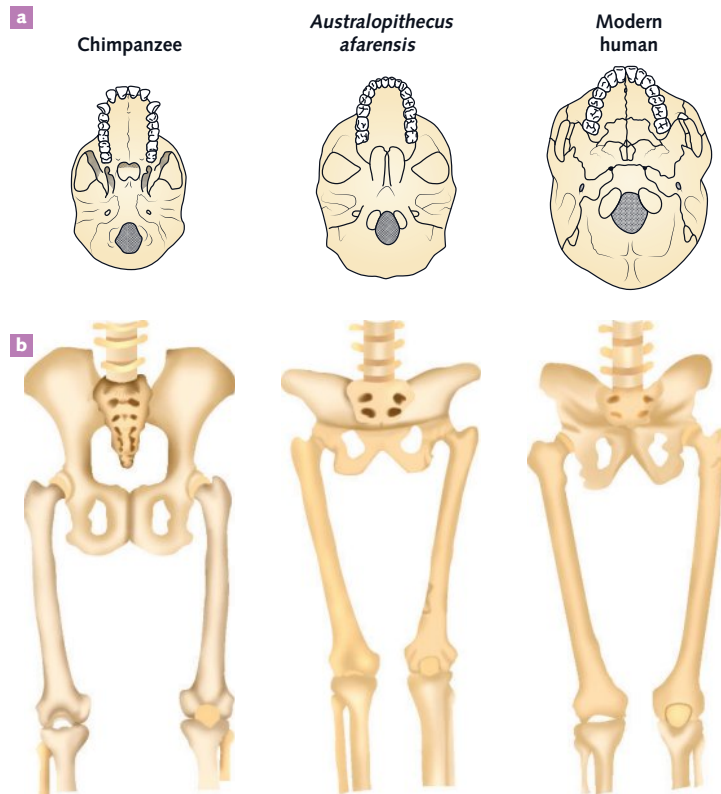 a
Chimpanzee
Australopithecus
afarensis
Modern
human
b